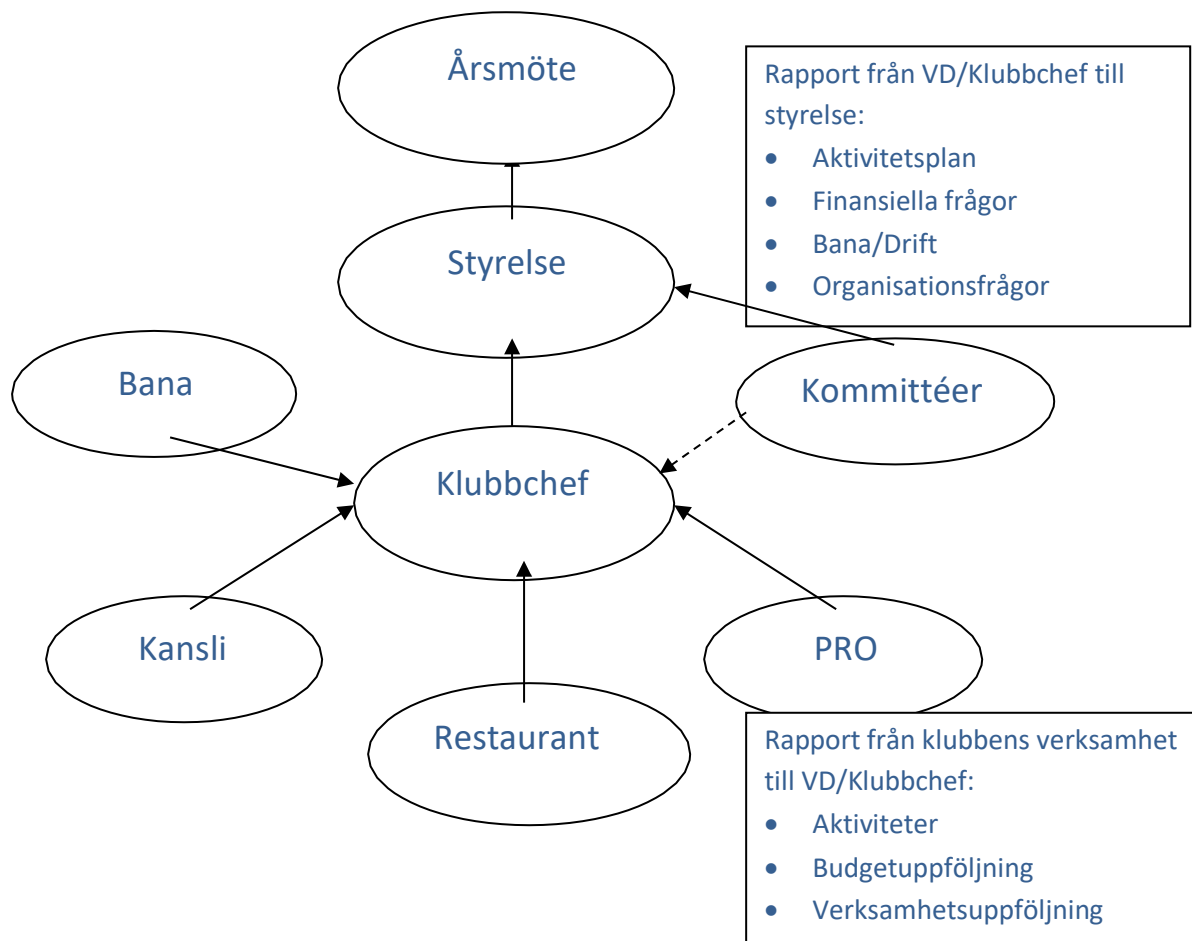 Årsmöte
Rapport från VD/Klubbchef till
styrelse:
• Aktivitetsplan
• Finansiella frågor
• Bana/Drift
• Organisationsfrågor
Styrelse
Bana
Kommittéer
Klubbchef
Kansli
PRO
Restaurant
Rapport från klubbens verksamhet
till VD/Klubbchef:
• Aktiviteter
• Budgetuppföljning
• Verksamhetsuppföljning